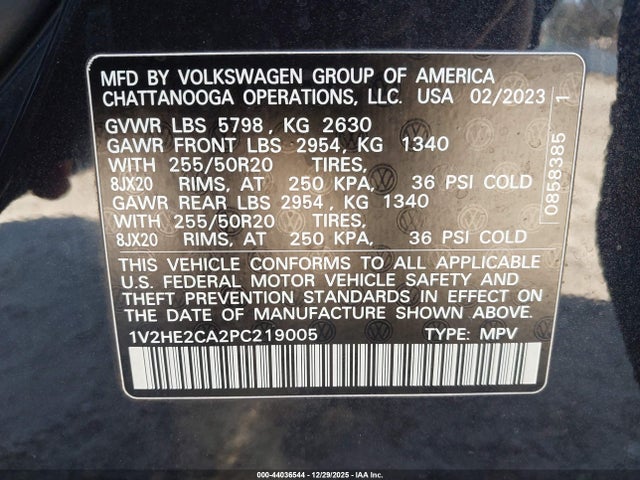 MFD BY VOLKSWAGEN GROUP OF AMERICA
CHATTANOOGA OPERATIONS, LLC. USA 02/2023
GVWR LBS 5798, KG 2630
GAWR FRONT LBS 2954, KG 1340
WITH 255/50R20 TIRES,
8JX20 RIMS, AT 250 KPA, 36 PSI COLD
GAWR REAR LBS 2954, KG 1340
WITH 255/50R20 TIRES,
8JX20 RIMS, AT 250 KPA, 36 PSI COLD
THIS VEHICLE CONFORMS TO ALL APPLICABLE
U.S. FEDERAL MOTOR VEHICLE SAFETY AND
THEFT PREVENTION STANDARDS IN EFFECT ON
THE DATE OF MANUFACTURE SHOWN ABOVE.
1V2HE2CA2PC219005 TYPE: MPV
0858385 1
000-44036544 - 12/29/2025 - IAA Inc.